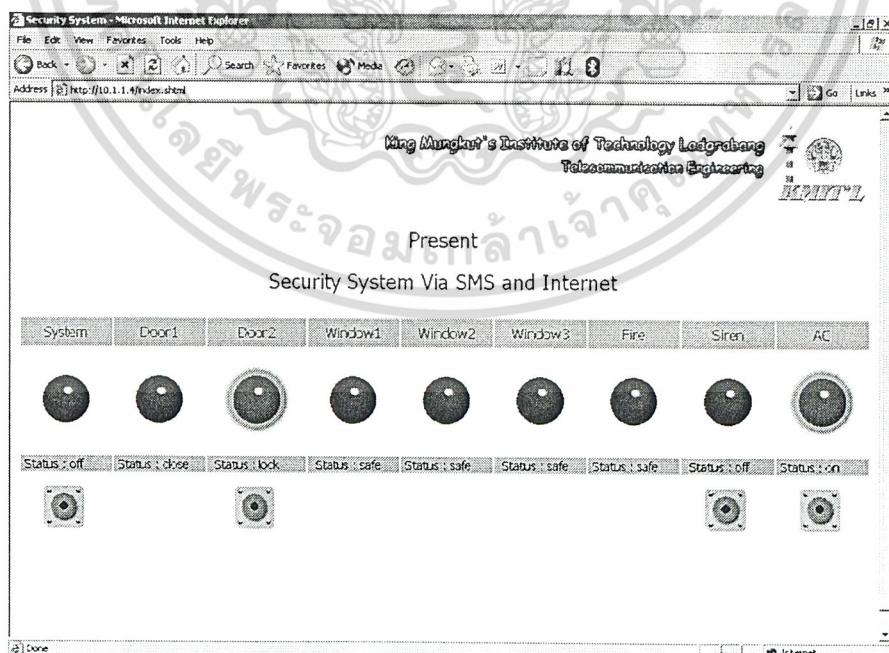 Security System - Microsoft Internet Explorer
File Edit View Favorites Tools Help
Back Search Favorites Media
Address http://10.1.1.4/index.shtml Go Links »
King Mungkut's Institute of Technology Ladgrabang
Telecommunication Engineering
KMITL
Present
Security System Via SMS and Internet
System Door1 Door2 Window1 Window2 Window3 Fire Siren AC
Status : off Status : close Status : lock Status : safe Status : safe Status : safe Status : safe Status : off Status : on
Done Internet